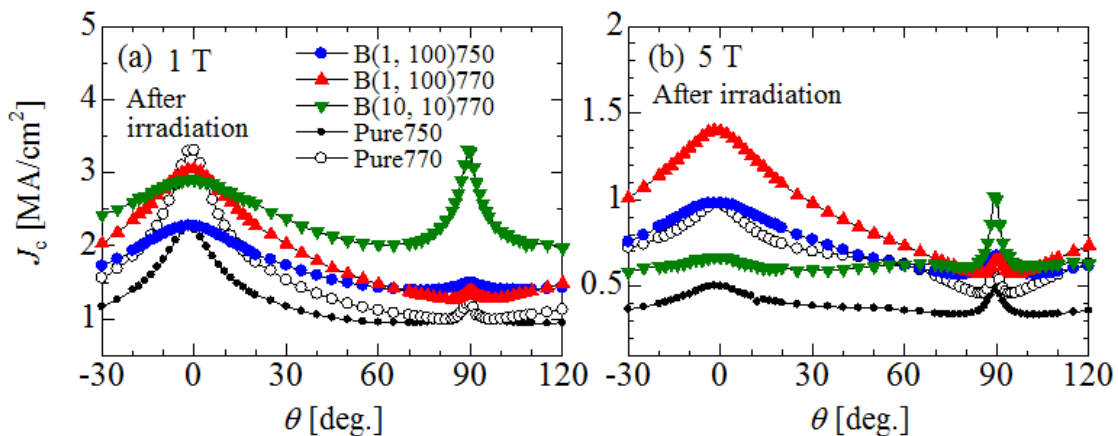 (a) 1 T
After
irradiation
B(1, 100)750
B(1, 100)770
B(10, 10)770
Pure750
Pure770
Jc [MA/cm2]
5
4
3
2
1
-30 0 30 60 90 120
θ [deg.]
(b) 5 T
After irradiation
2
1.5
1
0.5
-30 0 30 60 90 120
θ [deg.]